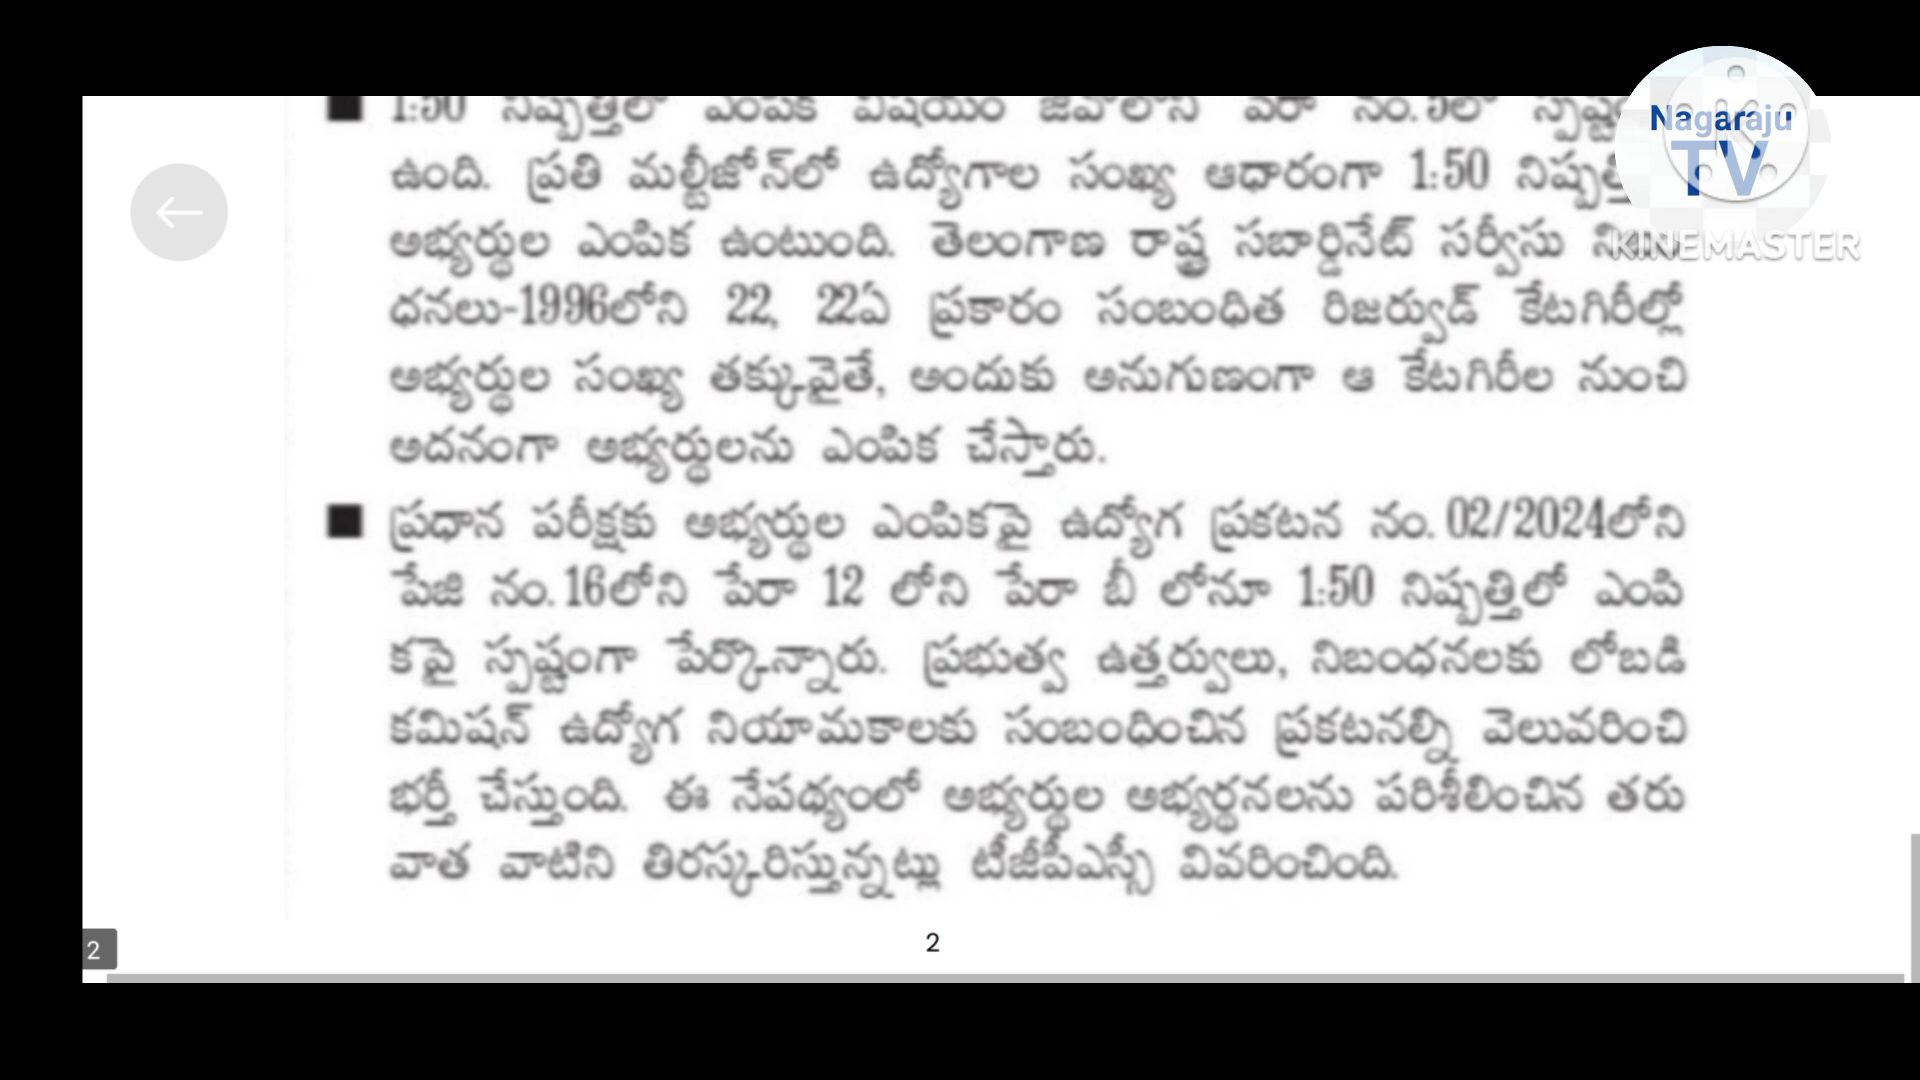 1:50 నిష్పత్తిలో ఎంపిక విషయం జీవోలోని పేరా నం.
ఉంది. ప్రతి మల్టీజోన్‌లో ఉద్యోగాల సంఖ్య ఆధారంగా 1:50
అభ్యర్థుల ఎంపిక ఉంటుంది. తెలంగాణ రాష్ట్ర సబార్డినేట్ సర్వీసు
ధనలు-1996లోని 22, 22ఏ ప్రకారం సంబంధిత రిజర్వుడ్ కేటగిరీల్లో
అభ్యర్థుల సంఖ్య తక్కువైతే, అందుకు అనుగుణంగా ఆ కేటగిరీల నుంచి
అదనంగా అభ్యర్థులను ఎంపిక చేస్తారు.
ప్రధాన పరీక్షకు అభ్యర్థుల ఎంపికపై ఉద్యోగ ప్రకటన నం. 02/2024లోని
పేజి నం.16లోని పేరా 12 లోని పేరా బీ లోనూ 1:50 నిష్పత్తిలో ఎంపి
కపై స్పష్టంగా పేర్కొన్నారు. ప్రభుత్వ ఉత్తర్వులు, నిబంధనలకు లోబడి
కమిషన్ ఉద్యోగ నియామకాలకు సంబంధించిన ప్రకటనల్ని వెలువరించి
భర్తీ చేస్తుంది. ఈ నేపథ్యంలో అభ్యర్థుల అభ్యర్థనలను పరిశీలించిన తరు
వాత వాటిని తిరస్కరిస్తున్నట్లు టీజీపీఎస్సీ వివరించింది.
2
2
Nagaraju
TV
KINEMASTER